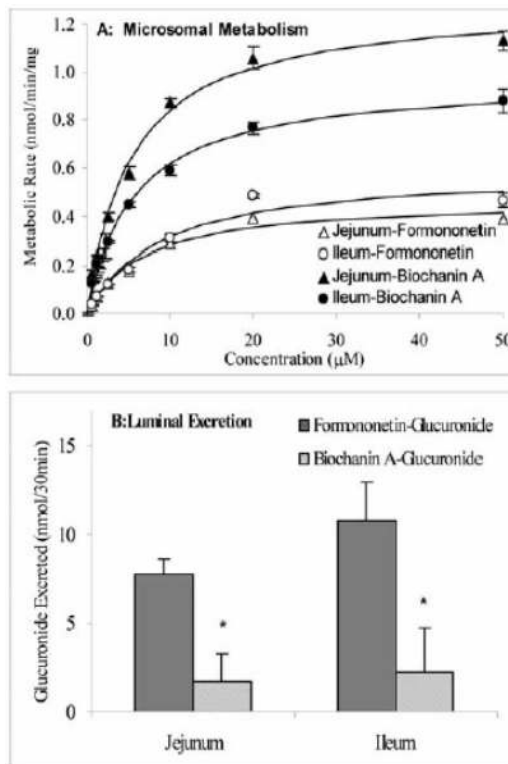 A: Microsomal Metabolism
Metabolic Rate (nmol/min/mg)
1.2
1.0
0.8
0.6
0.4
0.2
0.0
Jejunum-Formononetin
Ileum-Formononetin
Jejunum-Biochanin A
Ileum-Biochanin A
0 10 20 30 40 50
Concentration (μM)
B:Luminal Excretion
Formononetin-Glucuronide
Biochanin A-Glucuronide
Glucuronide Excreted (nmol/30min)
15
10
5
0
* *
Jejunum Ileum